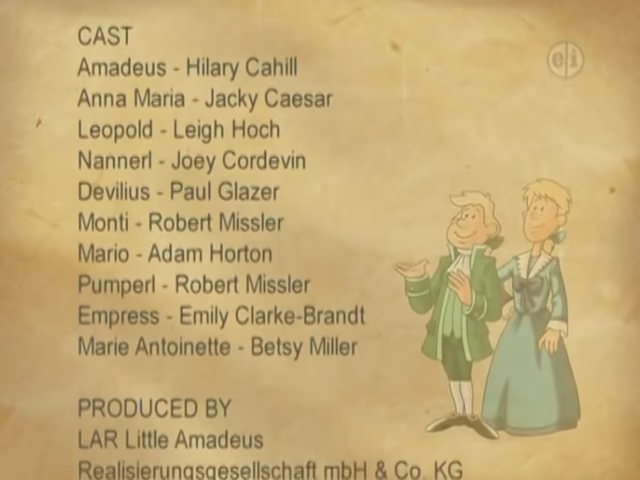 CAST
Amadeus - Hilary Cahill
Anna Maria - Jacky Caesar
Leopold - Leigh Hoch
Nannerl - Joey Cordevin
Devilius - Paul Glazer
Monti - Robert Missler
Mario - Adam Horton
Pumperl - Robert Missler
Empress - Emily Clarke-Brandt
Marie Antoinette - Betsy Miller
PRODUCED BY
LAR Little Amadeus
Realisierungsgesellschaft mbH & Co. KG
e/i